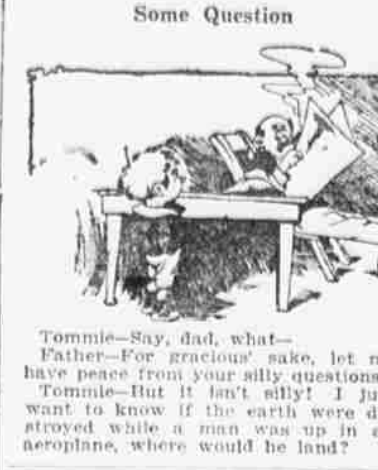 Some Question
Tommie—Say, dad, what—
Father—For gracious' sake, let m
have peace from your silly questions
Tommie—But it isn't silly! I ju
want to know if the earth were d
stroyed while a man was up in a
aeroplane, where would he land?